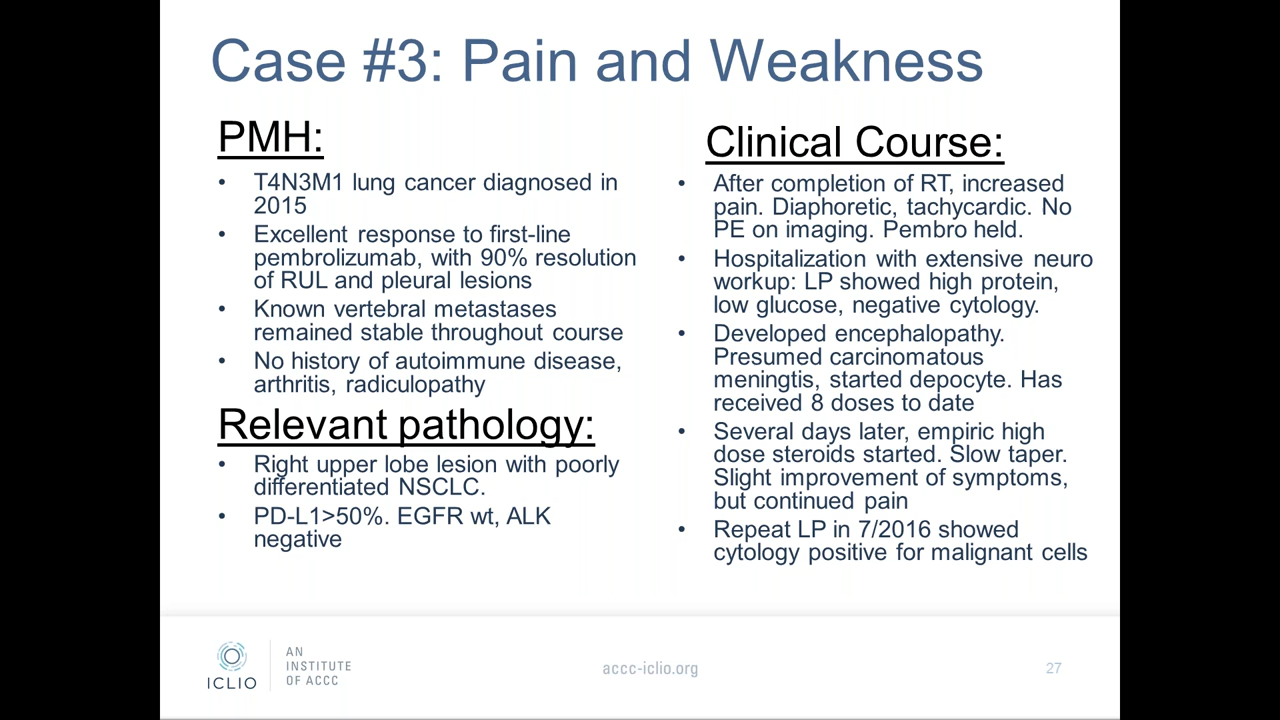 Case #3: Pain and Weakness
PMH:
• T4N3M1 lung cancer diagnosed in
2015
• Excellent response to first-line
pembrolizumab, with 90% resolution
of RUL and pleural lesions
• Known vertebral metastases
remained stable throughout course
• No history of autoimmune disease,
arthritis, radiculopathy
Relevant pathology:
• Right upper lobe lesion with poorly
differentiated NSCLC.
• PD-L1>50%. EGFR wt, ALK
negative
Clinical Course:
• After completion of RT, increased
pain. Diaphoretic, tachycardic. No
PE on imaging. Pembro held.
• Hospitalization with extensive neuro
workup: LP showed high protein,
low glucose, negative cytology.
• Developed encephalopathy.
Presumed carcinomatous
meningtis, started depocyte. Has
received 8 doses to date
• Several days later, empiric high
dose steroids started. Slow taper.
Slight improvement of symptoms,
but continued pain
• Repeat LP in 7/2016 showed
cytology positive for malignant cells
ICLIO
AN
INSTITUTE
OF ACCC
accc-iclio.org
27